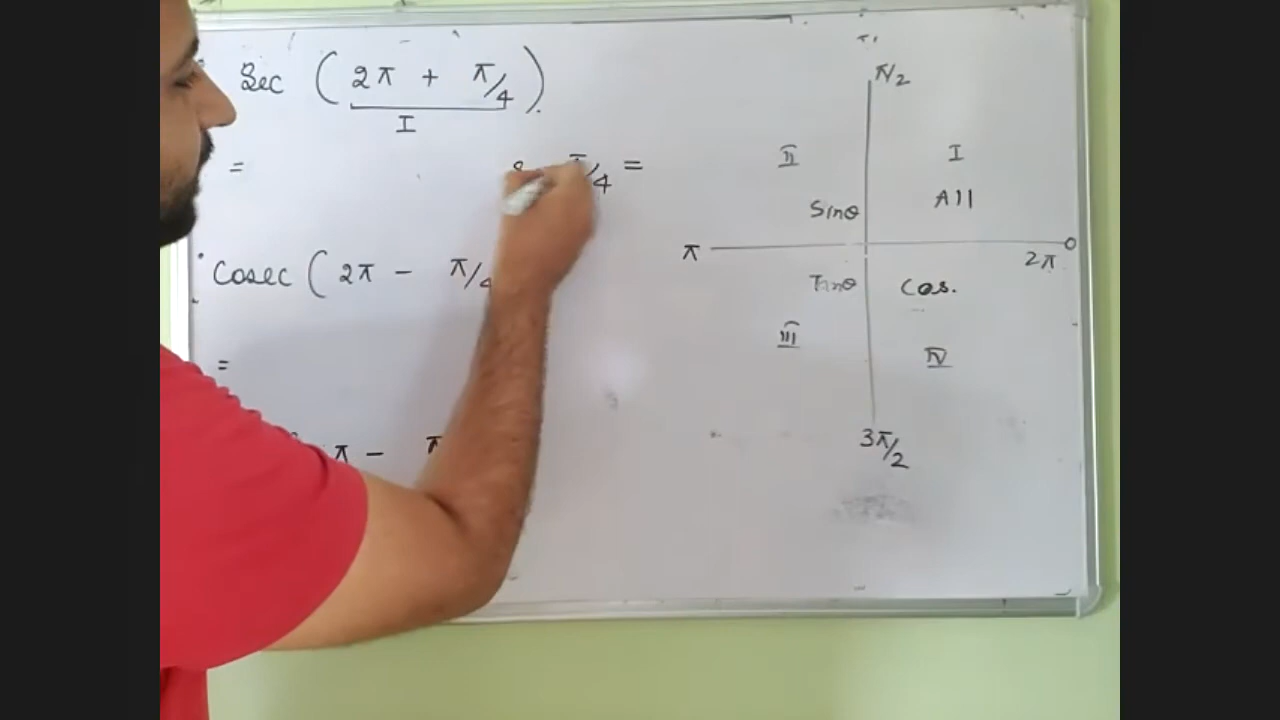 Sec ( 2π + π/4 )
I
= π/4 =
Cosec ( 2π - π/4
=
π - π
π/2
II I
Sinθ All
π 2π 0
Tanθ Cos.
III IV
3π/2